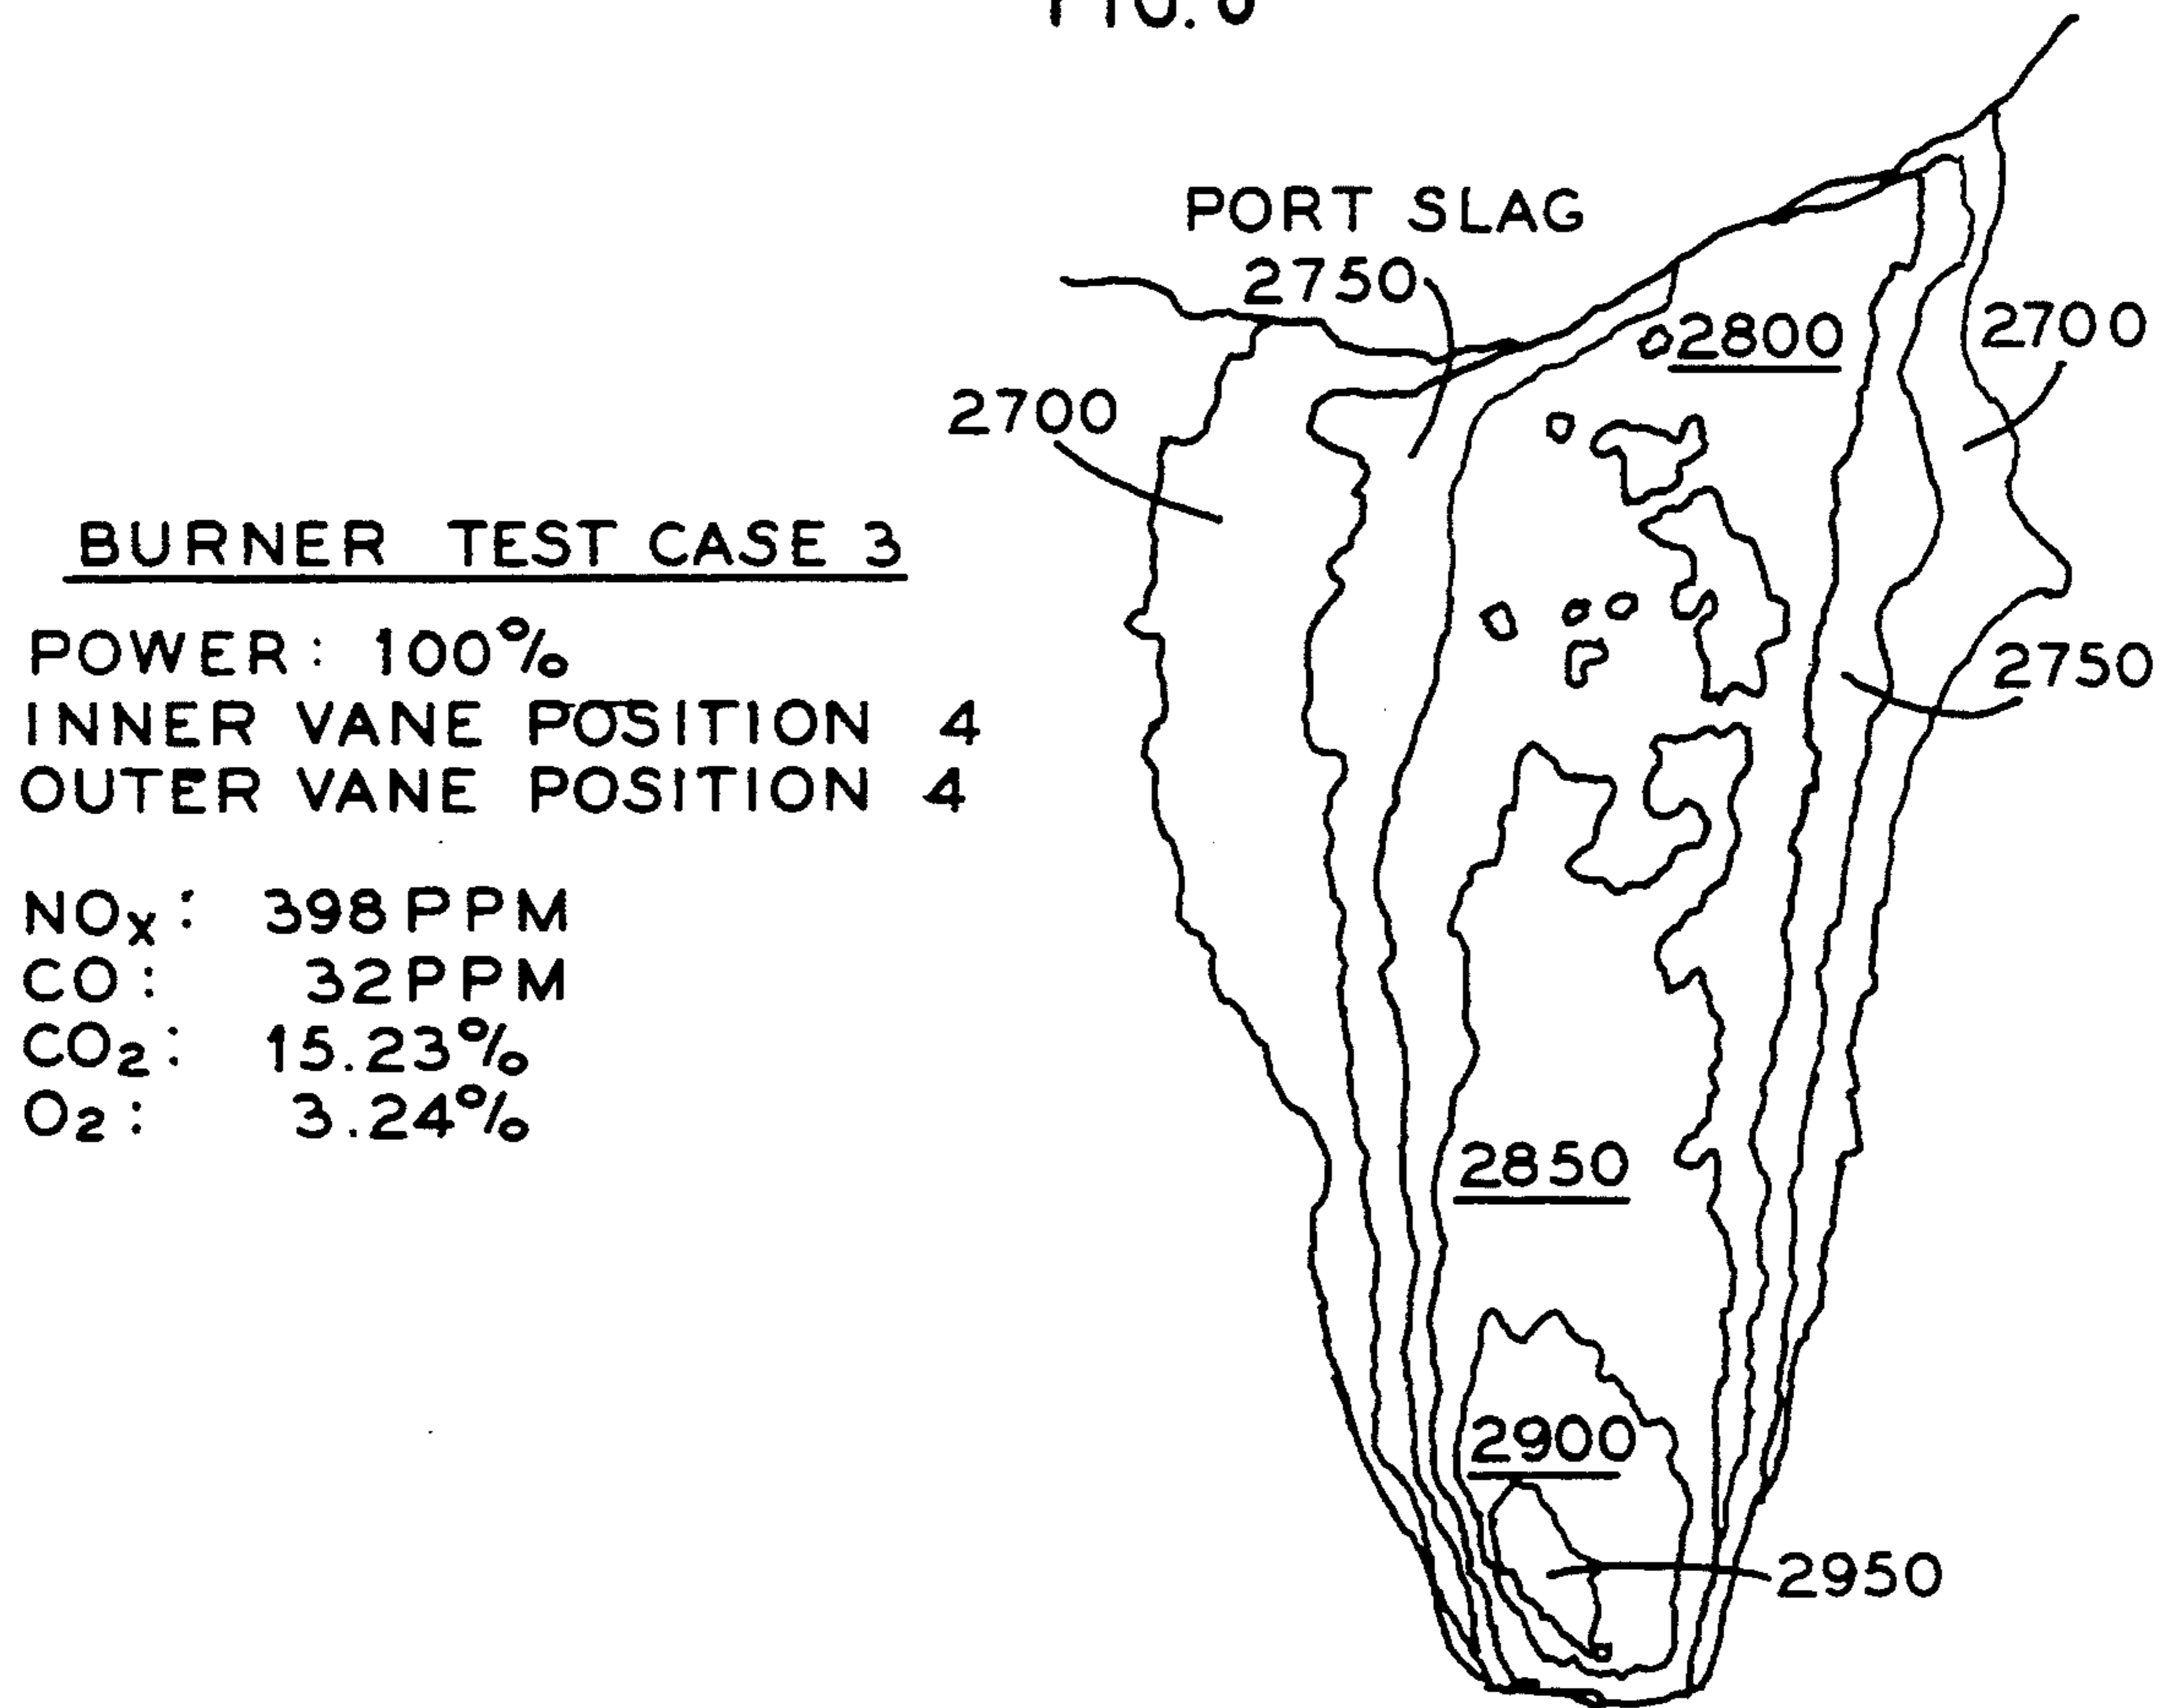 BURNER TEST CASE 3
POWER: 100%
INNER VANE POSITION 4
OUTER VANE POSITION 4
NOx: 398 PPM
CO: 32 PPM
CO2: 15.23%
O2: 3.24%
PORT SLAG
2750
2800
2700
2700
2750
2850
2900
2950